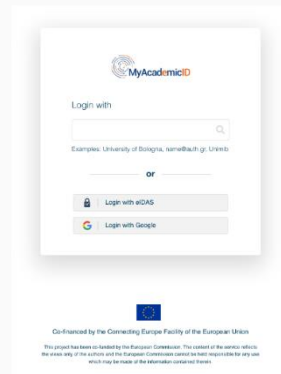 MyAcademicID
Login with
Examples: University of Bologna, name@auth.gr, Unimib
or
Login with eIDAS
Login with Google
Co-financed by the Connecting Europe Facility of the European Union
This project has been co-funded by the European Commission. The content of the service reflects
the views only of the authors and the European Commission cannot be held responsible for any use
which may be made of the information contained therein